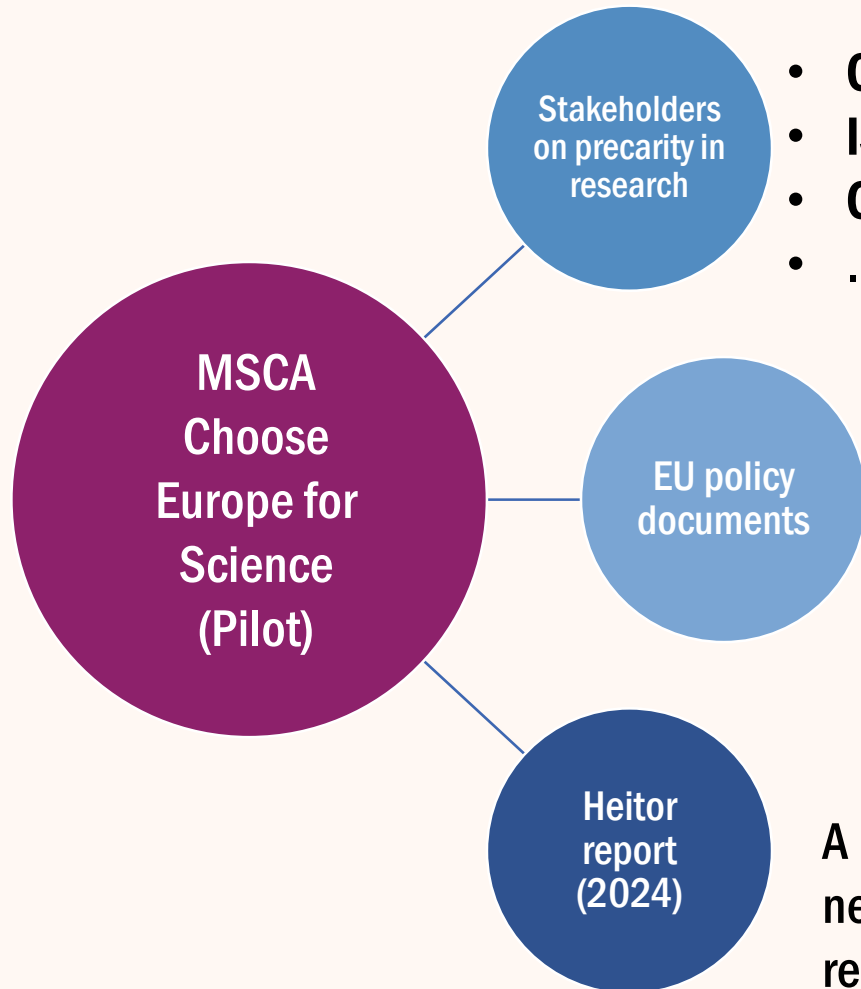 Stakeholders
on precarity in
research
MSCA
Choose
Europe for
Science
(Pilot)
EU policy
documents
Heitor
report
(2024)
A